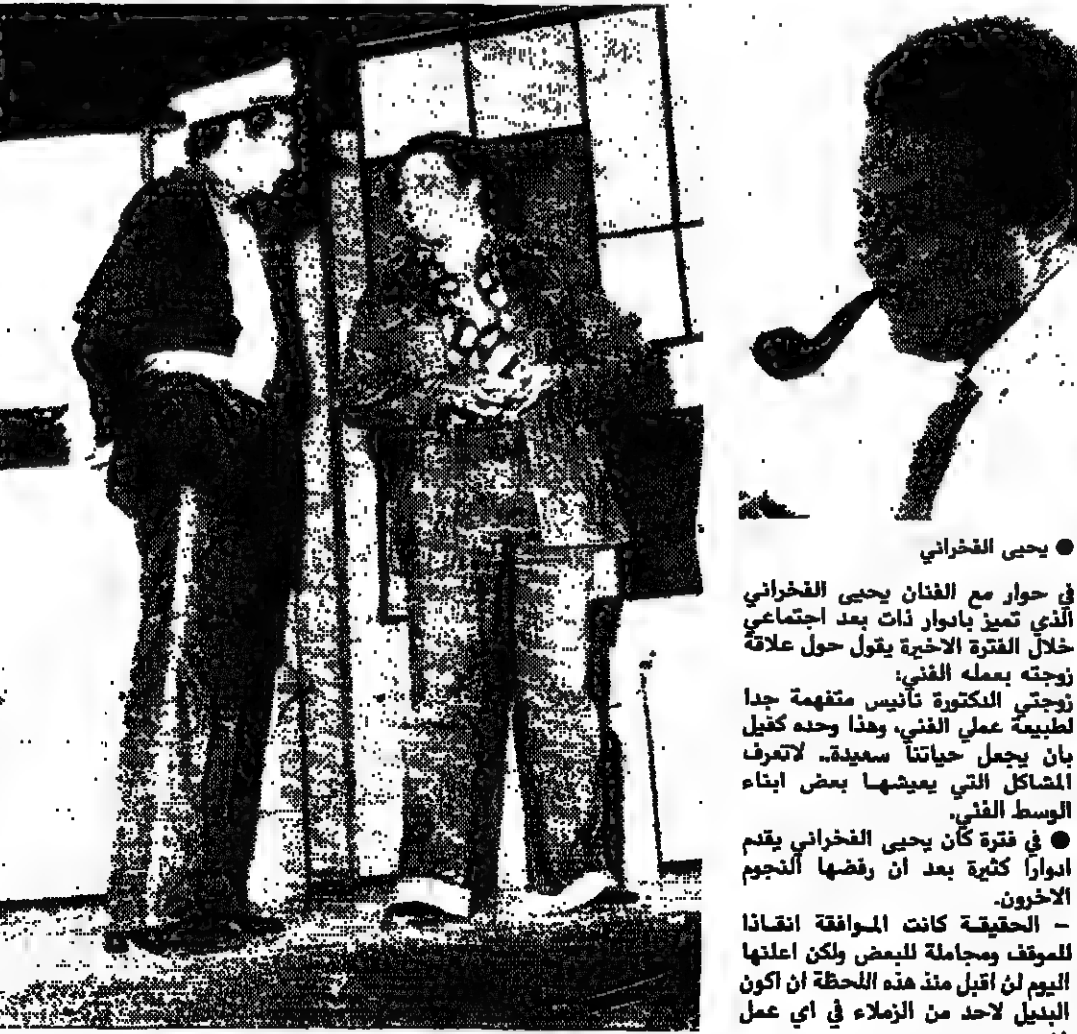 ● يحيى الفخراني
في حوار مع الفنان يحيى الفخراني
الذي تميز بادوار ذات بعد اجتماعي
خلال الفترة الاخيرة يقول حول علاقة
زوجته بعمله الفني:
زوجتي الدكتورة نانيس متفهمة جدا
لطبيعة عملي الفني، وهذا وحده كفيل
بان يجعل حياتنا سعيدة.. لاتعرف
المشاكل التي يعيشها بعض ابناء
الوسط الفني.
● في فترة كان يحيى الفخراني يقدم
ادوارا كثيرة بعد ان رفضها النجوم
الاخرون.
- الحقيقة كانت الموافقة انقاذا
للموقف ومجاملة للبعض ولكن اعلنها
اليوم لن اقبل منذ هذه اللحظة ان اكون
البديل لاحد من الزملاء في اي عمل